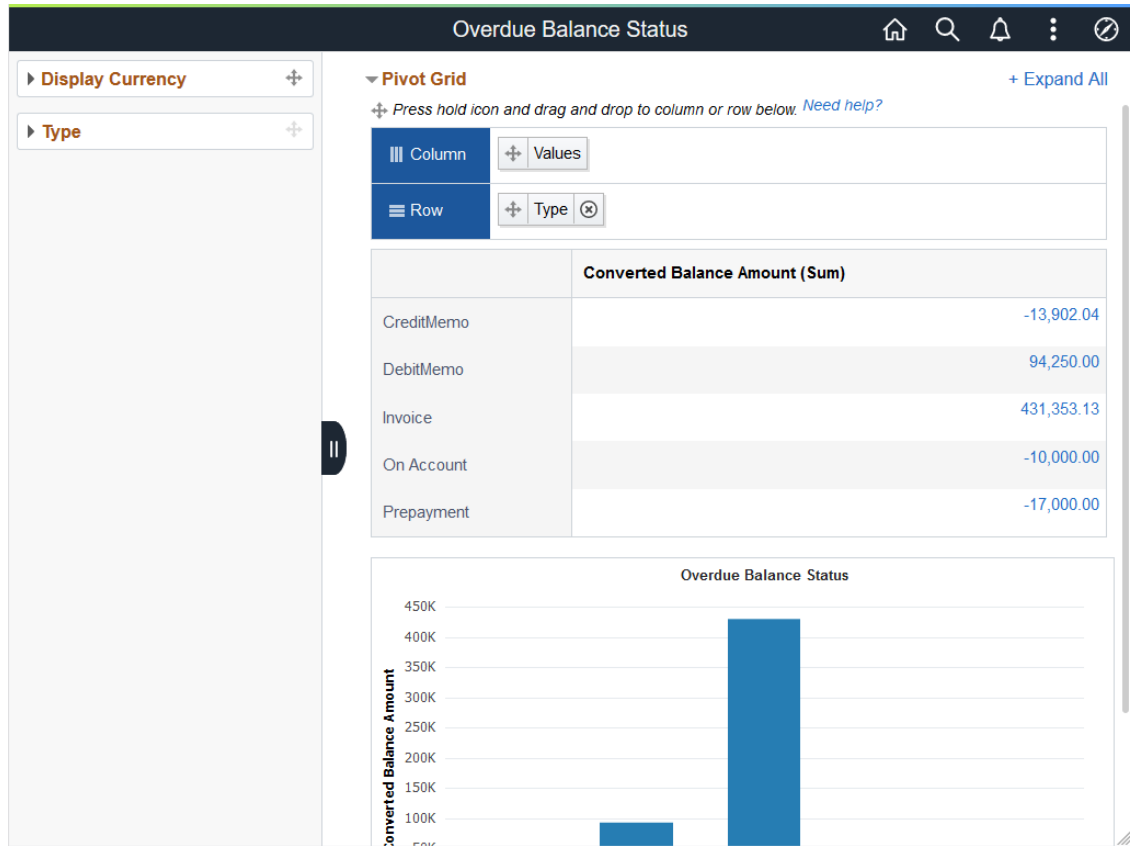 Overdue Balance Status
Display Currency
Type
Pivot Grid
+ Expand All
Press hold icon and drag and drop to column or row below. Need help?
Column
Values
Row
Type
Converted Balance Amount (Sum)
CreditMemo -13,902.04
DebitMemo 94,250.00
Invoice 431,353.13
On Account -10,000.00
Prepayment -17,000.00
Overdue Balance Status
450K
400K
350K
300K
250K
200K
150K
100K
Converted Balance Amount